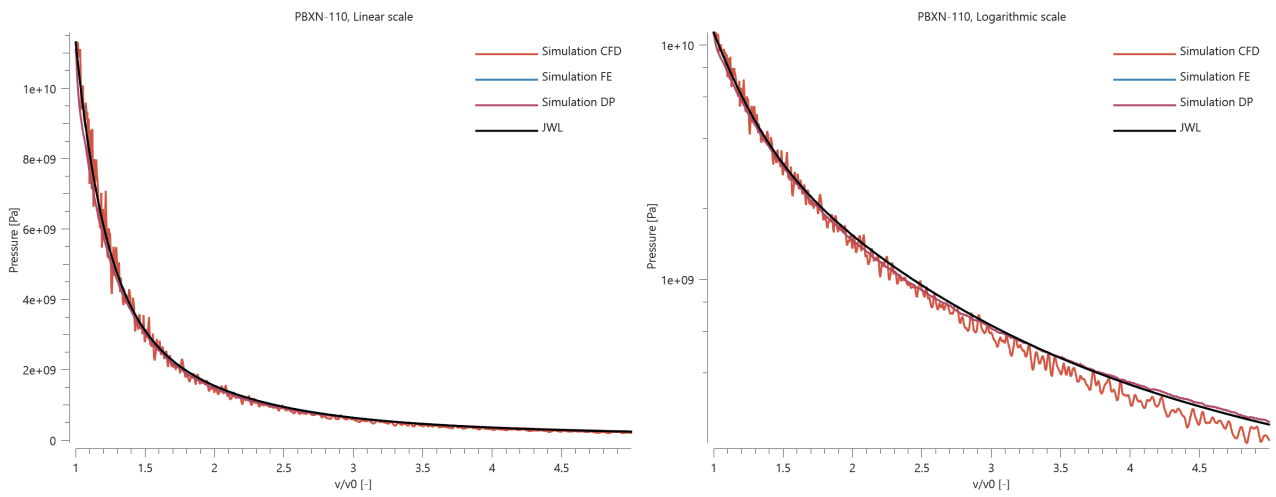 PBXN-110, Linear scale
Simulation CFD
Simulation FE
Simulation DP
JWL
Pressure [Pa]
1e+10
8e+09
6e+09
4e+09
2e+09
0
1 1.5 2 2.5 3 3.5 4 4.5
v/v0 [-]
PBXN-110, Logarithmic scale
Simulation CFD
Simulation FE
Simulation DP
JWL
Pressure [Pa]
1e+10
1e+09
1 1.5 2 2.5 3 3.5 4 4.5
v/v0 [-]